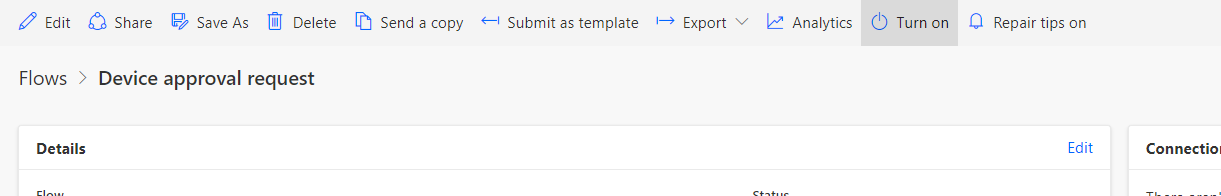 Edit Share Save As Delete Send a copy Submit as template Export Analytics Turn on Repair tips on
Flows > Device approval request
Details Edit Connection
Flow Status